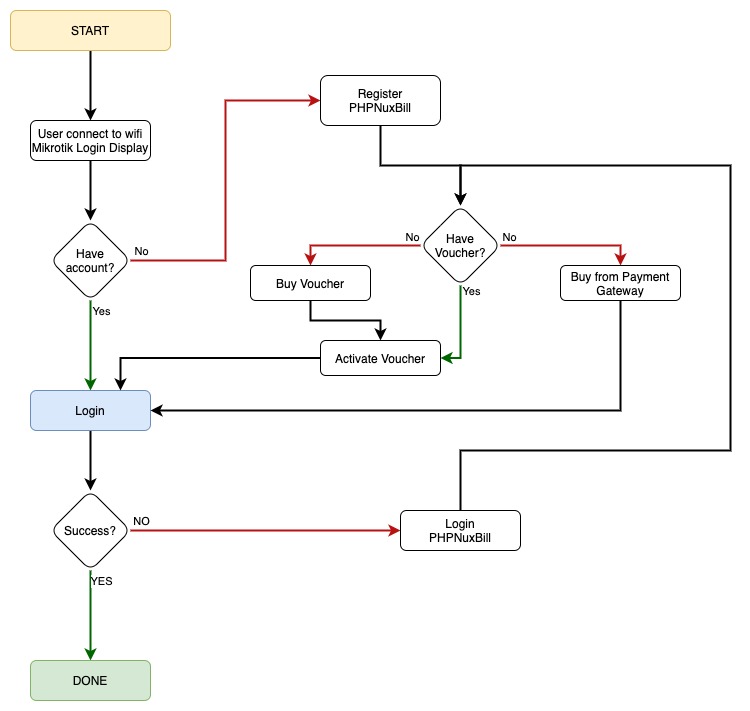 START
Register
PHPNuxBill
User connect to wifi
Mikrotik Login Display
Have
account?
No
Yes
Have
Voucher?
No
No
Yes
Buy Voucher
Buy from Payment
Gateway
Activate Voucher
Login
Success?
NO
YES
Login
PHPNuxBill
DONE